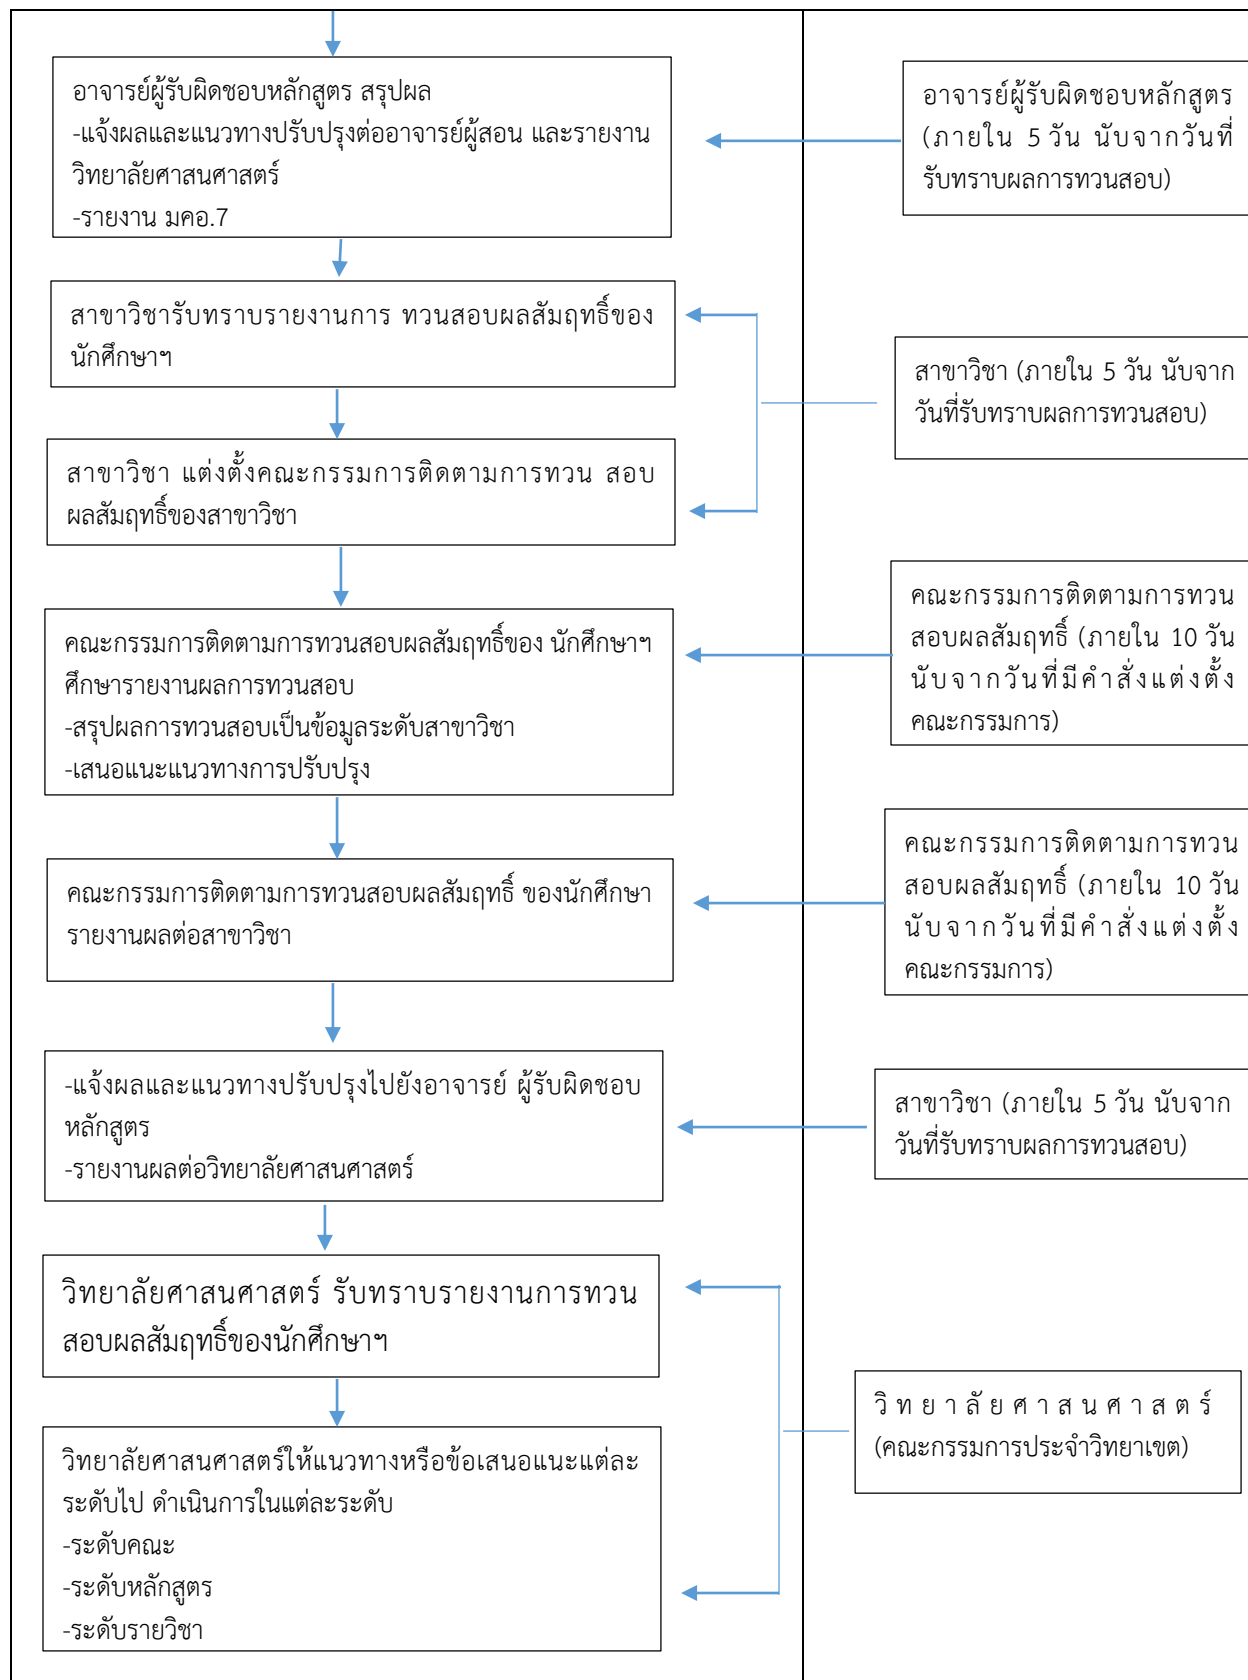 อาจารย์ผู้รับผิดชอบหลักสูตร สรุปผล
-แจ้งผลและแนวทางปรับปรุงต่ออาจารย์ผู้สอน และรายงาน
วิทยาลัยศาสนศาสตร์
-รายงาน มคอ.7
อาจารย์ผู้รับผิดชอบหลักสูตร
(ภายใน 5 วัน นับจากวันที่
รับทราบผลการทวนสอบ)
สาขาวิชารับทราบรายงานการ ทวนสอบผลสัมฤทธิ์ของ
นักศึกษาฯ
สาขาวิชา (ภายใน 5 วัน นับจาก
วันที่รับทราบผลการทวนสอบ)
สาขาวิชา แต่งตั้งคณะกรรมการติดตามการทวน สอบ
ผลสัมฤทธิ์ของสาขาวิชา
คณะกรรมการติดตามการทวนสอบผลสัมฤทธิ์ของ นักศึกษาฯ
ศึกษารายงานผลการทวนสอบ
-สรุปผลการทวนสอบเป็นข้อมูลระดับสาขาวิชา
-เสนอแนะแนวทางการปรับปรุง
คณะกรรมการติดตามการทวน
สอบผลสัมฤทธิ์ (ภายใน 10 วัน
นับจากวันที่มีคำสั่งแต่งตั้ง
คณะกรรมการ)
คณะกรรมการติดตามการทวนสอบผลสัมฤทธิ์ ของนักศึกษา
รายงานผลต่อสาขาวิชา
คณะกรรมการติดตามการทวน
สอบผลสัมฤทธิ์ (ภายใน 10 วัน
นับจากวันที่มีคำสั่งแต่งตั้ง
คณะกรรมการ)
-แจ้งผลและแนวทางปรับปรุงไปยังอาจารย์ ผู้รับผิดชอบ
หลักสูตร
-รายงานผลต่อวิทยาลัยศาสนศาสตร์
สาขาวิชา (ภายใน 5 วัน นับจาก
วันที่รับทราบผลการทวนสอบ)
วิทยาลัยศาสนศาสตร์ รับทราบรายงานการทวน
สอบผลสัมฤทธิ์ของนักศึกษาฯ
วิทยาลัยศาสนศาสตร์
(คณะกรรมการประจำวิทยาเขต)
วิทยาลัยศาสนศาสตร์ให้แนวทางหรือข้อเสนอแนะแต่ละ
ระดับไป ดำเนินการในแต่ละระดับ
-ระดับคณะ
-ระดับหลักสูตร
-ระดับรายวิชา